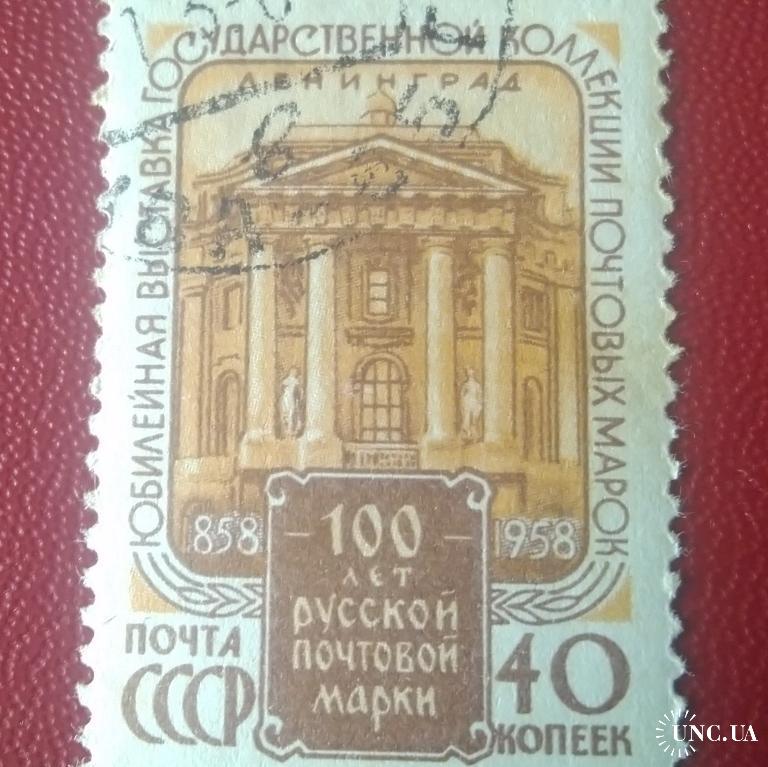 ЮБИЛЕЙНАЯ ВЫСТАВКА ГОСУДАРСТВЕННОЙ КОЛЛЕКЦИИ ПОЧТОВЫХ МАРОК
ЛЕНИНГРАД
1858 1958
100
ЛЕТ
РУССКОЙ
ПОЧТОВОЙ
МАРКИ
ПОЧТА
СССР
40
КОПЕЕК
UNC.UA